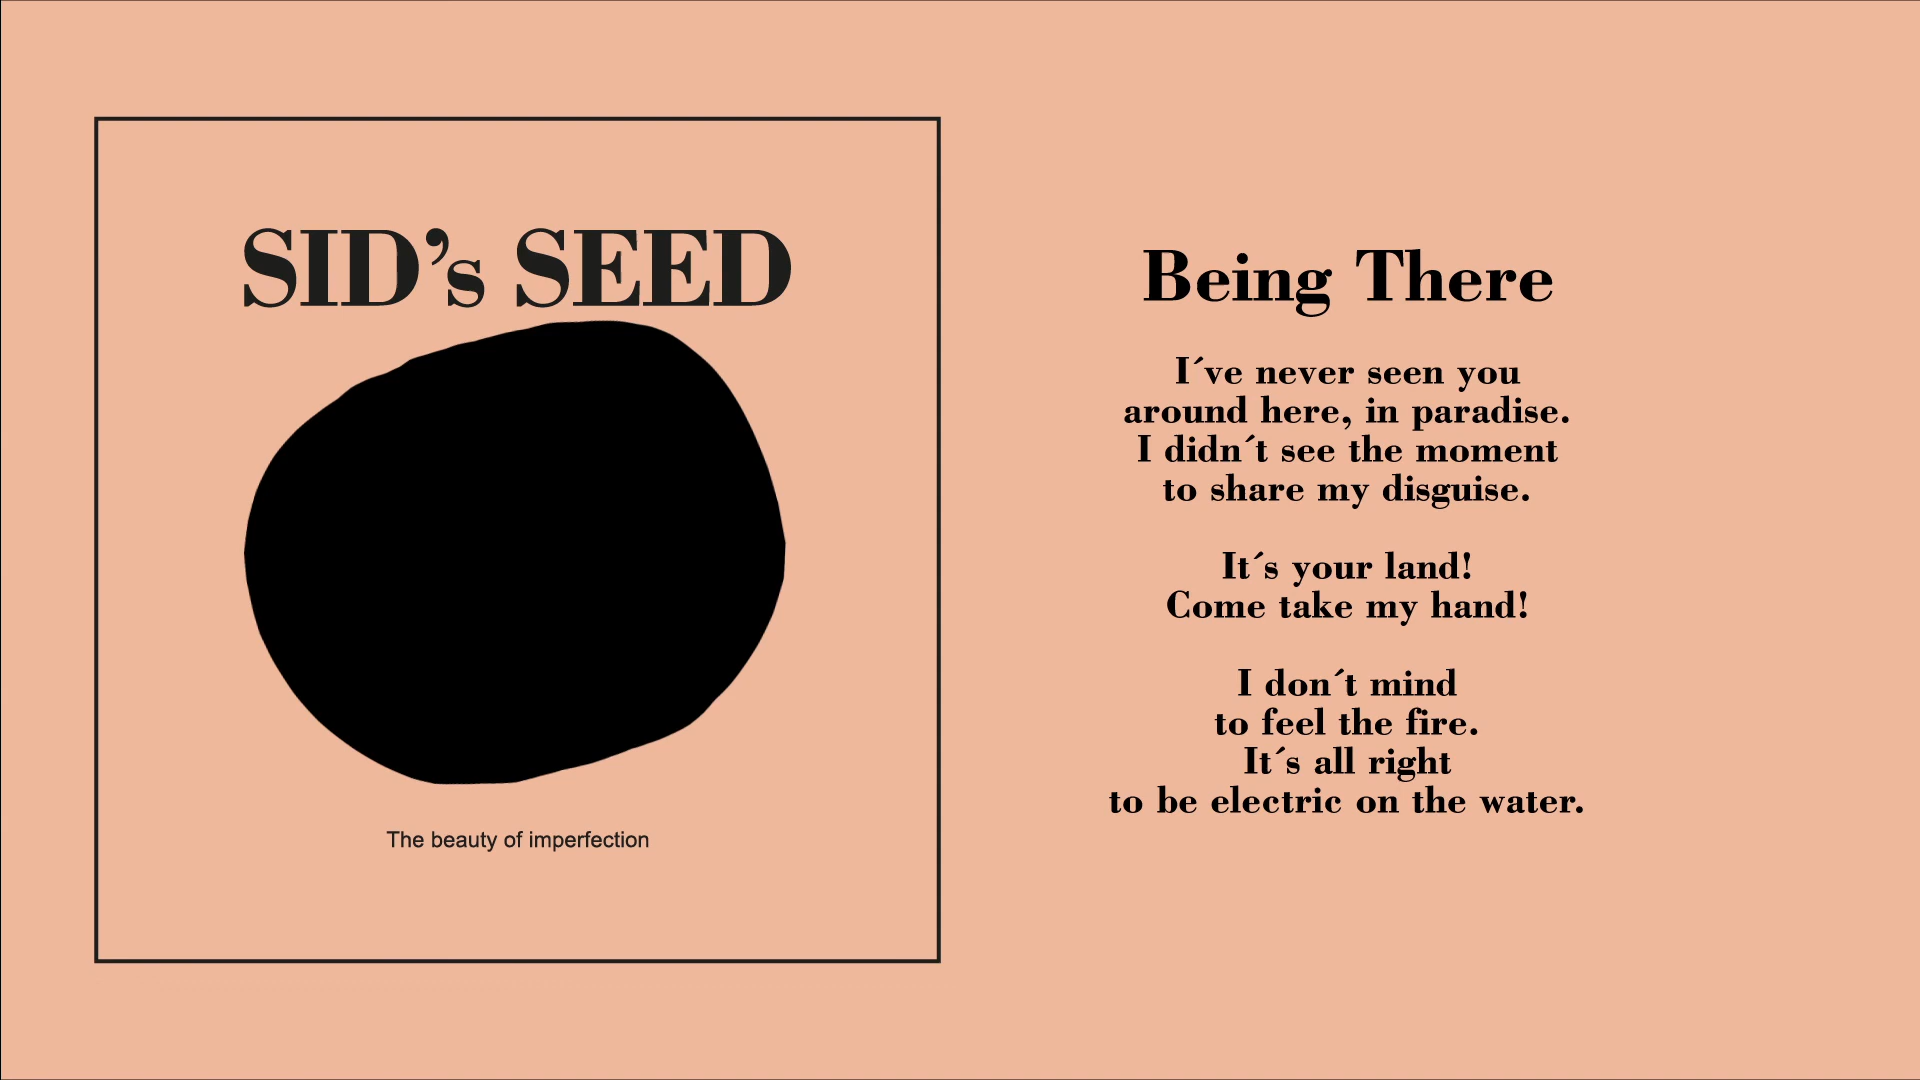 SID’s SEED
The beauty of imperfection
Being There
I´ve never seen you
around here, in paradise.
I didn´t see the moment
to share my disguise.
It´s your land!
Come take my hand!
I don´t mind
to feel the fire.
It´s all right
to be electric on the water.